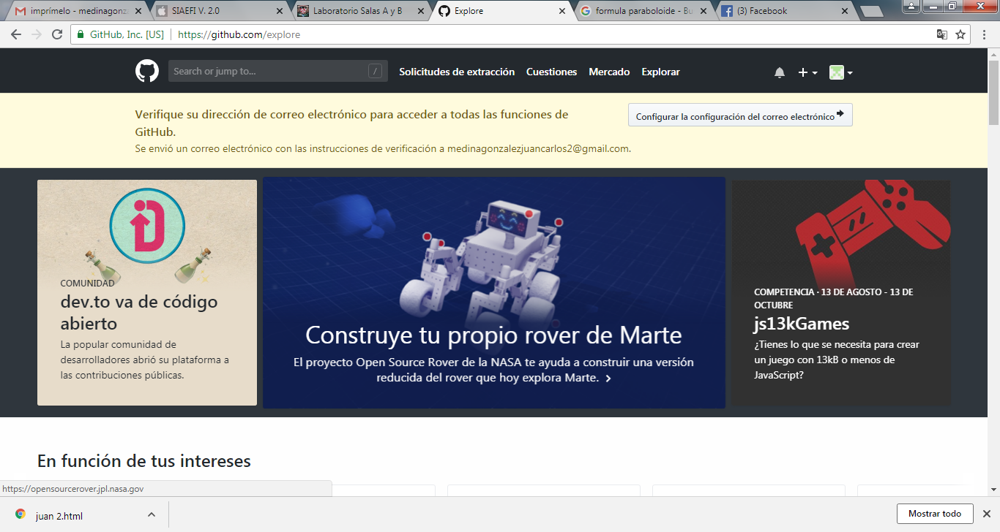 imprímelo - medinagonz
SIAEFI V. 2.0
Laboratorio Salas A y B
Explore
formula paraboloide - Bu
(3) Facebook
GitHub, Inc. [US]
https://github.com/explore
Search or jump to...
/
Solicitudes de extracción
Cuestiones
Mercado
Explorar
Verifique su dirección de correo electrónico para acceder a todas las funciones de
GitHub.
Se envió un correo electrónico con las instrucciones de verificación a medinagonzalezjuancarlos2@gmail.com.
Configurar la configuración del correo electrónico
COMUNIDAD
dev.to va de código
abierto
La popular comunidad de
desarrolladores abrió su plataforma a
las contribuciones públicas.
Construye tu propio rover de Marte
El proyecto Open Source Rover de la NASA te ayuda a construir una versión
reducida del rover que hoy explora Marte.
COMPETENCIA · 13 DE AGOSTO - 13 DE
OCTUBRE
js13kGames
¿Tienes lo que se necesita para crear
un juego con 13kB o menos de
JavaScript?
En función de tus intereses
https://opensourcerover.jpl.nasa.gov
juan 2.html
Mostrar todo